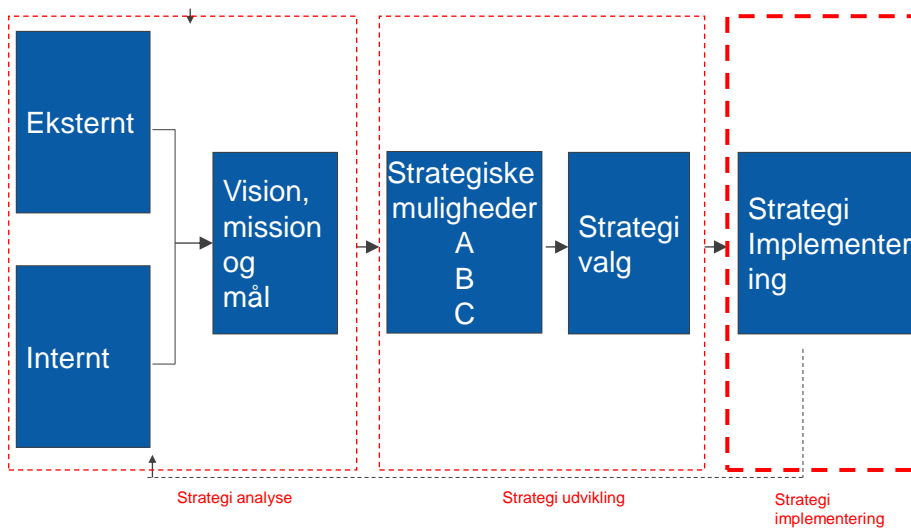 Eksternt
Internt
Vision,
mission
og
mål
Strategiske
muligheder
A
B
C
Strategi
valg
Strategi
Implementer
ing
Strategi analyse
Strategi udvikling
Strategi
implementering